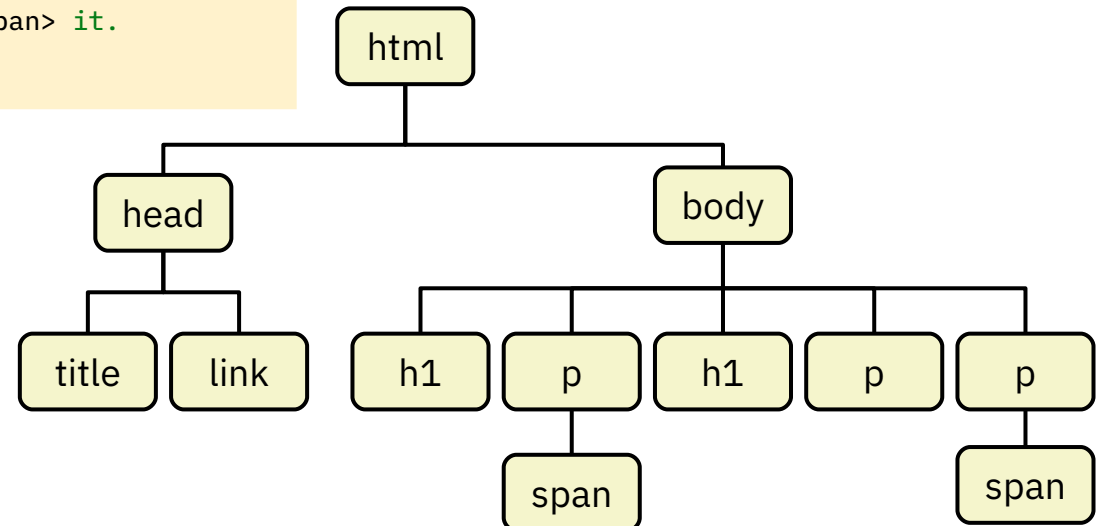 pan> it.
html
head
body
title
link
h1
p
h1
p
p
span
span